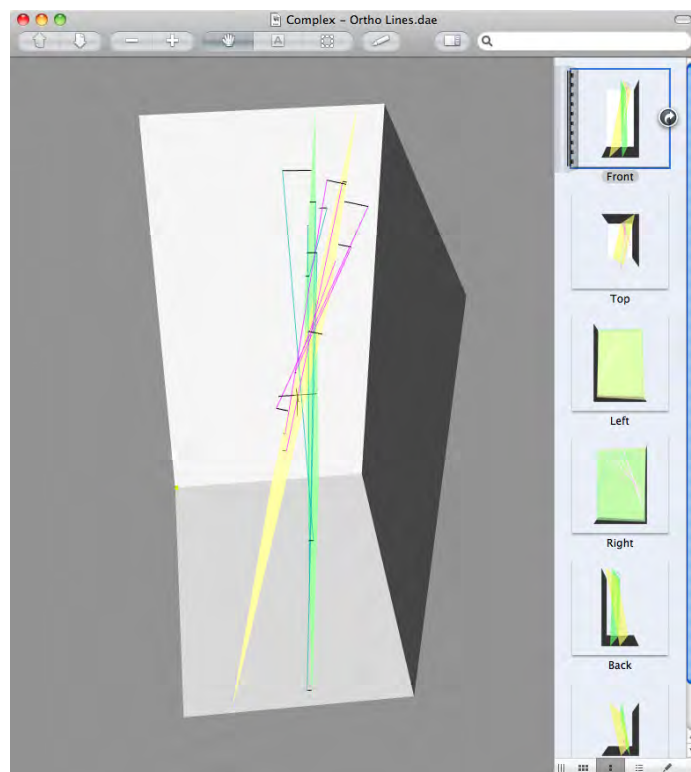 Complex – Ortho Lines.dae
A
Front
Top
Left
Right
Back